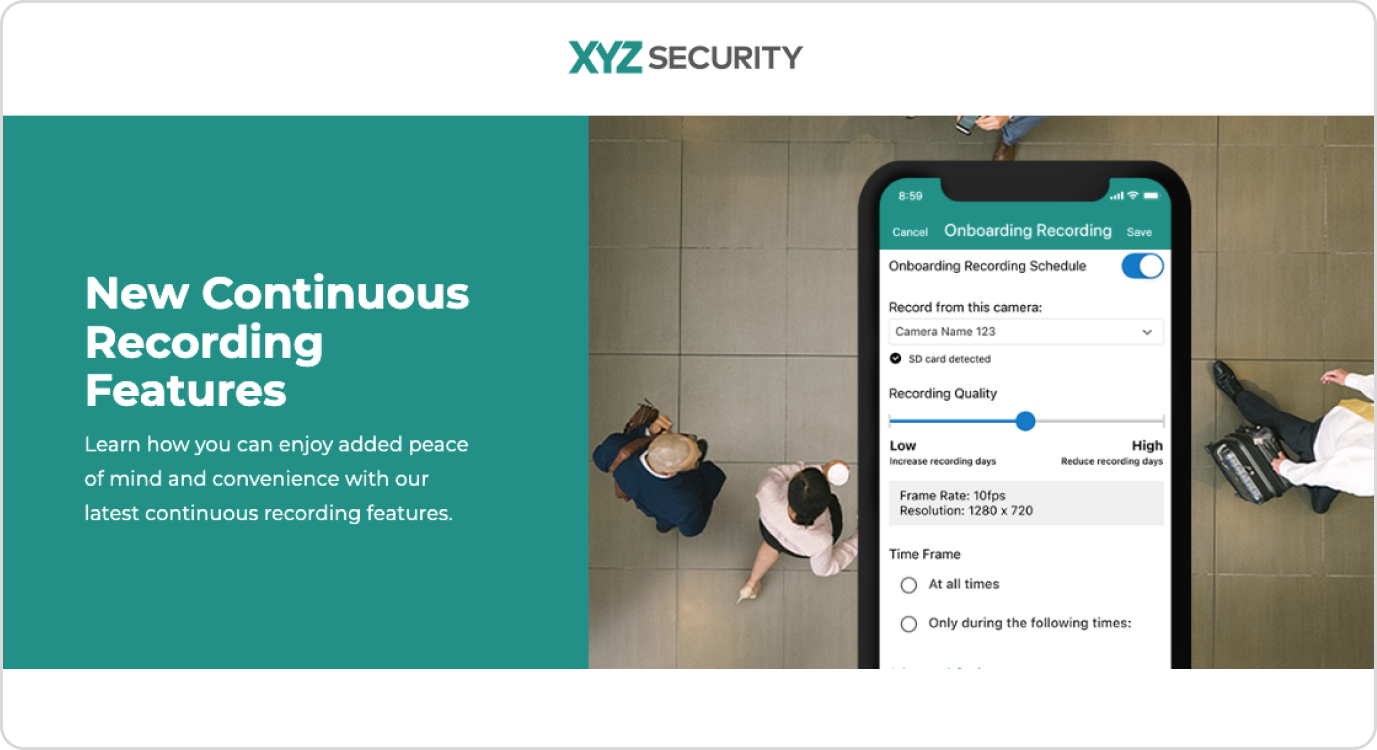 XYZ SECURITY
New Continuous
Recording
Features
Learn how you can enjoy added peace
of mind and convenience with our
latest continuous recording features.
8:59
Cancel Onboarding Recording Save
Onboarding Recording Schedule
Record from this camera:
Camera Name 123
SD card detected
Recording Quality
Low High
Increase recording days Reduce recording days
Frame Rate: 10fps
Resolution: 1280 x 720
Time Frame
At all times
Only during the following times: